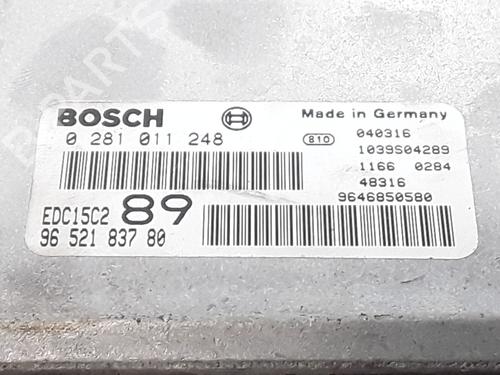 BOSCH
Made in Germany
0 281 011 248
810
040316
1039S04289
1166 0284
48316
9646850580
EDC15C2 89
96 521 837 80